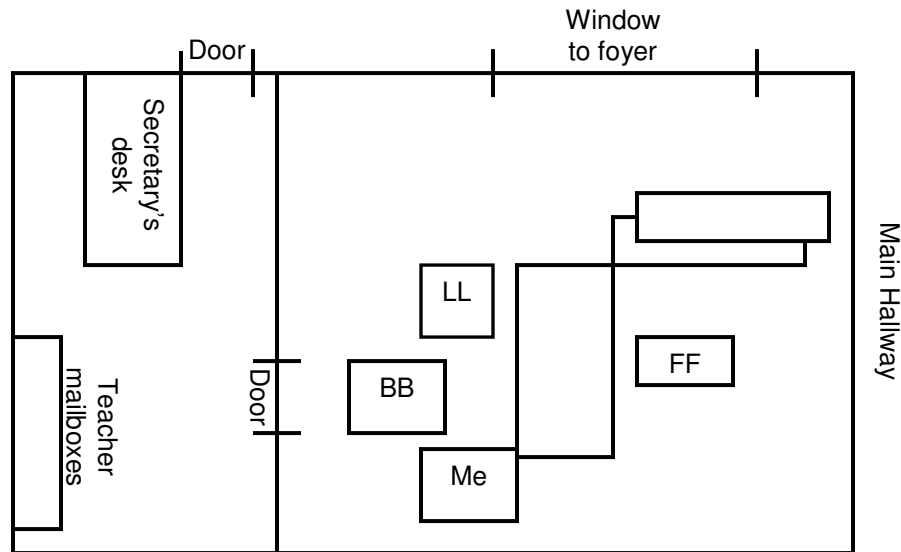 Window
to foyer
Door
Secretary's
desk
Main Hallway
LL
FF
BB
Door
Teacher
mailboxes
Me